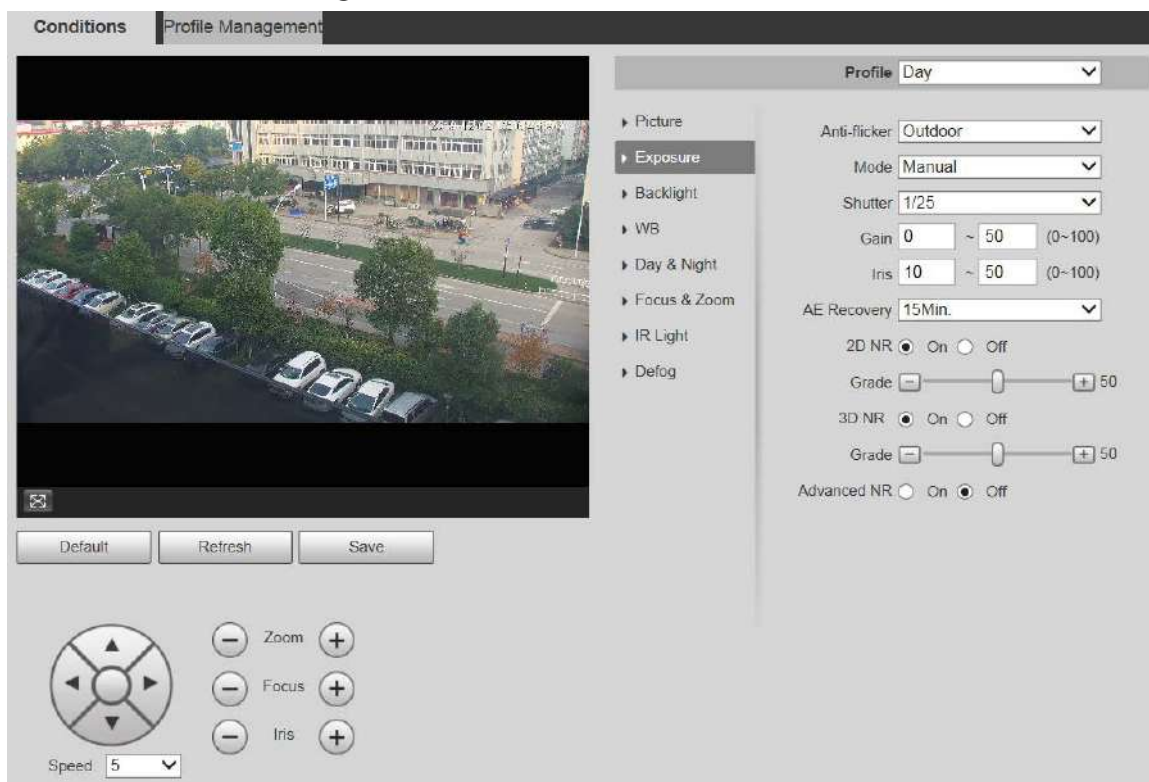 Conditions Profile Management
Profile Day
Picture
Exposure
Backlight
WB
Day & Night
Focus & Zoom
IR Light
Defog
Anti-flicker Outdoor
Mode Manual
Shutter 1/25
Gain 0 ~ 50 (0~100)
Iris 10 ~ 50 (0~100)
AE Recovery 15Min.
2D NR On Off
Grade - + 50
3D NR On Off
Grade - + 50
Advanced NR On Off
Default Refresh Save
- Zoom +
- Focus +
- Iris +
Speed 5